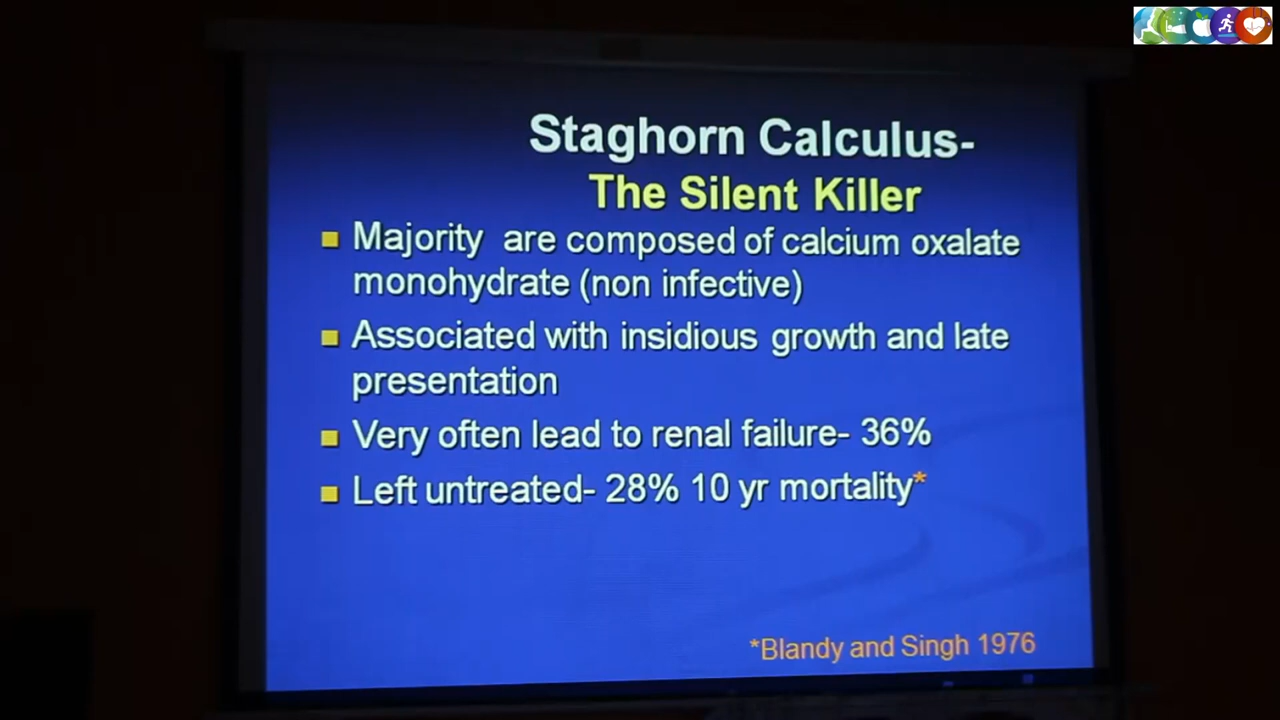 Staghorn Calculus-
The Silent Killer
Majority are composed of calcium oxalate
monohydrate (non infective)
Associated with insidious growth and late
presentation
Very often lead to renal failure- 36%
Left untreated- 28% 10 yr mortality*
*Blandy and Singh 1976